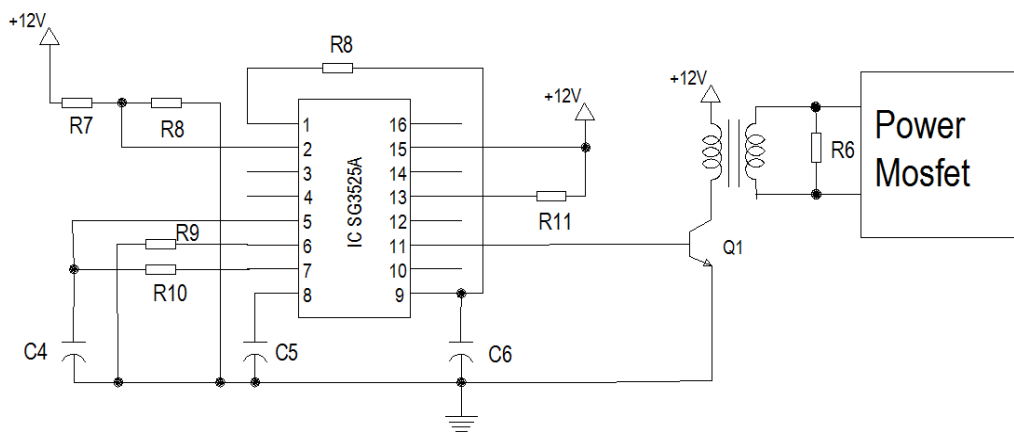 +12V
R8
+12V
+12V
R7
R8
1
16
2
15
3
14
4
13
5
12
6
11
7
10
8
9
IC SG3525A
R11
R9
R10
Q1
R6
Power
Mosfet
C4
C5
C6